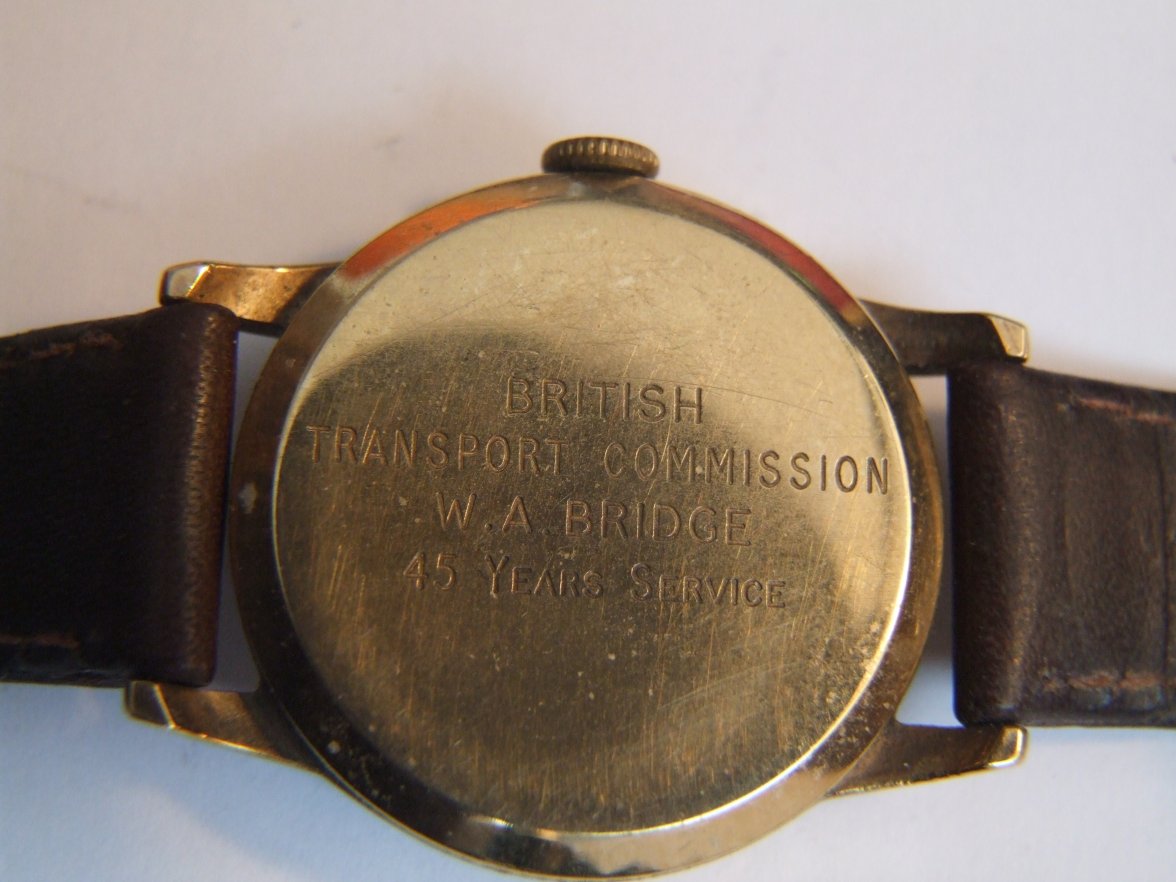 BRITISH
TRANSPORT COMMISSION
W.A BRIDGE
45 YEARS SERVICE